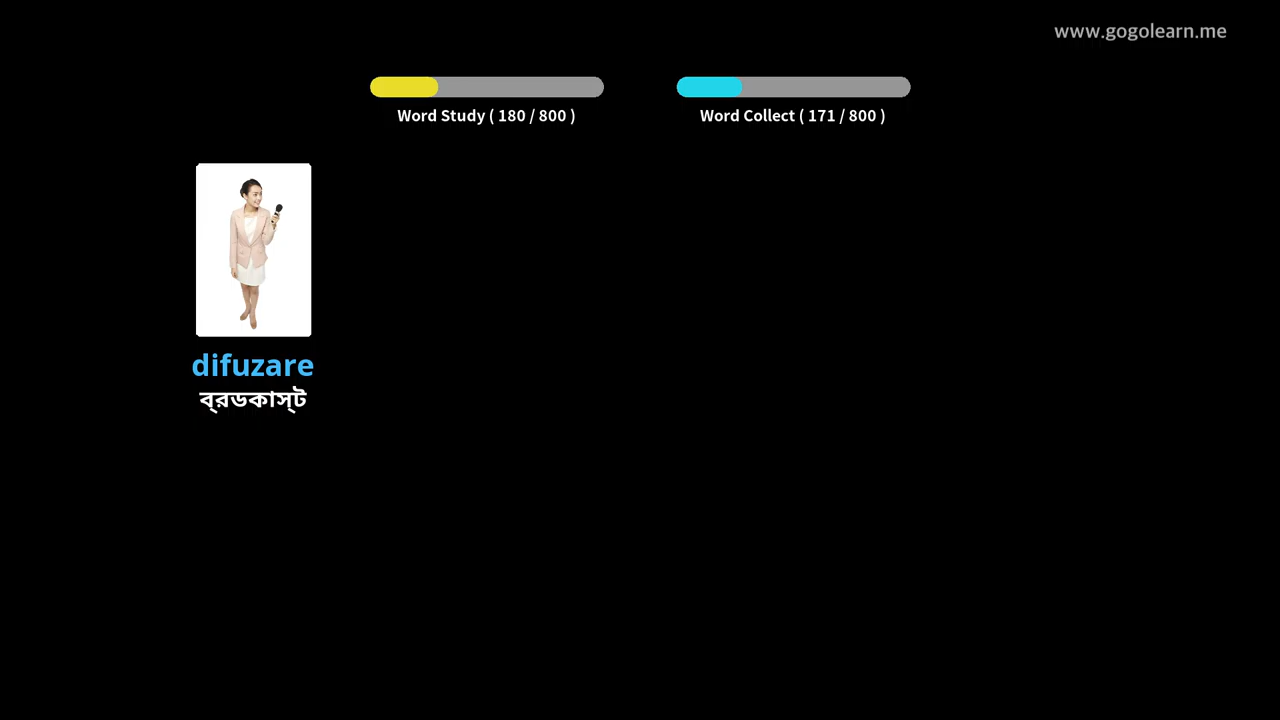 www.gogolearn.me
Word Study ( 180 / 800 )
Word Collect ( 171 / 800 )
difuzare
ব্রডকাস্ট